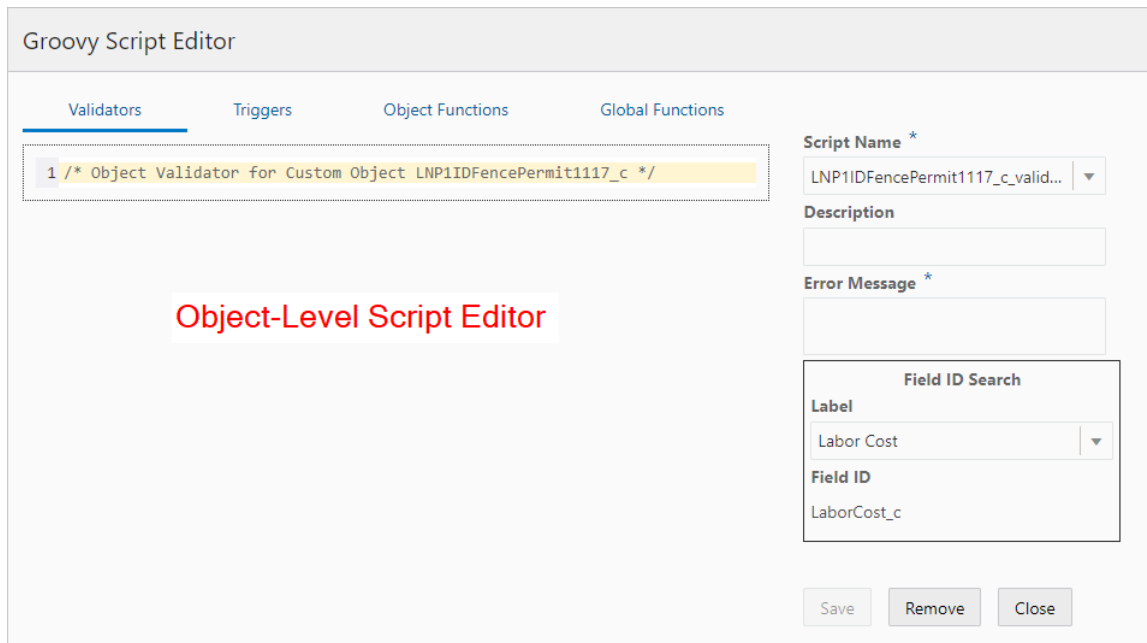 Groovy Script Editor
Validators Triggers Object Functions Global Functions
1 /* Object Validator for Custom Object LNP1IDFencePermit1117_c */
Object-Level Script Editor
Script Name *
LNP1IDFencePermit1117_c_valid...
Description
Error Message *
Field ID Search
Label
Labor Cost
Field ID
LaborCost_c
Save Remove Close